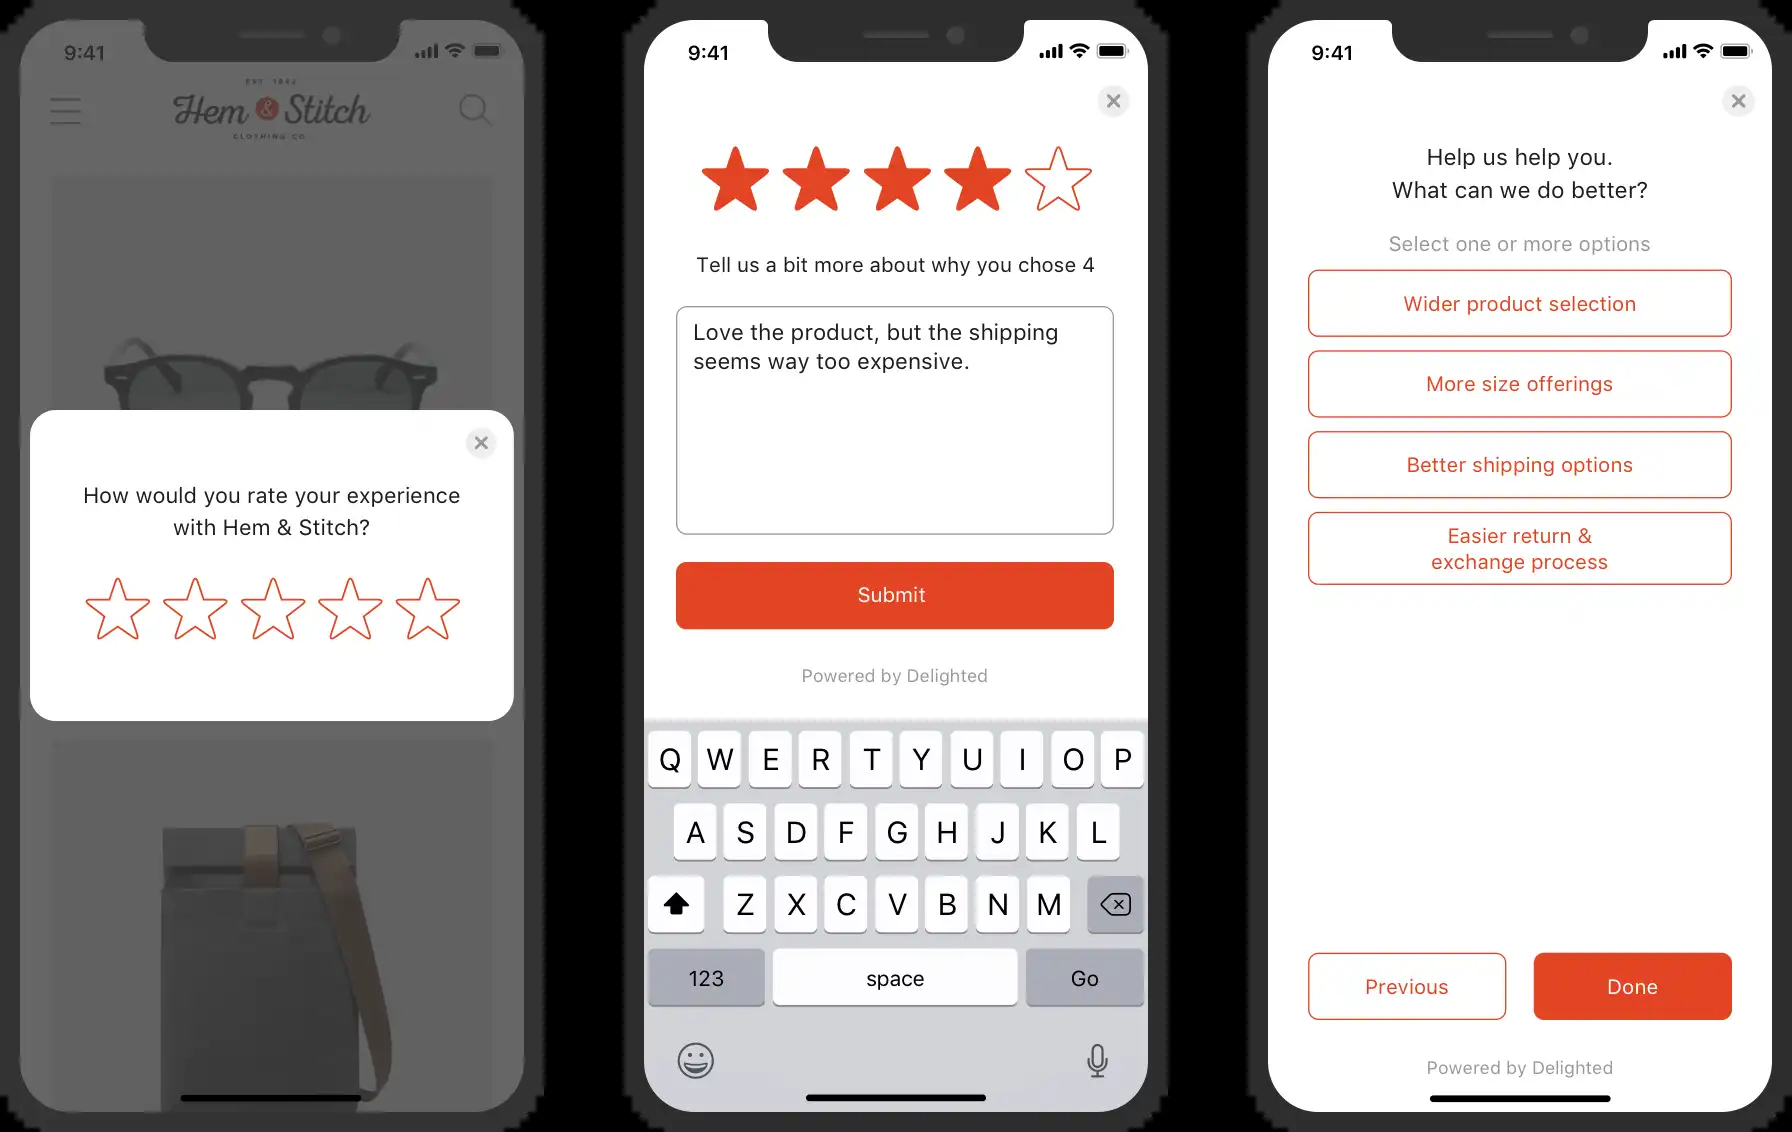 9:41
EST 1842
Hem & Stitch
CLOTHING CO
How would you rate your experience
with Hem & Stitch?
9:41
Tell us a bit more about why you chose 4
Love the product, but the shipping
seems way too expensive.
Submit
Powered by Delighted
Q W E R T Y U I O P
A S D F G H J K L
Z X C V B N M
123 space Go
9:41
Help us help you.
What can we do better?
Select one or more options
Wider product selection
More size offerings
Better shipping options
Easier return &
exchange process
Previous Done
Powered by Delighted